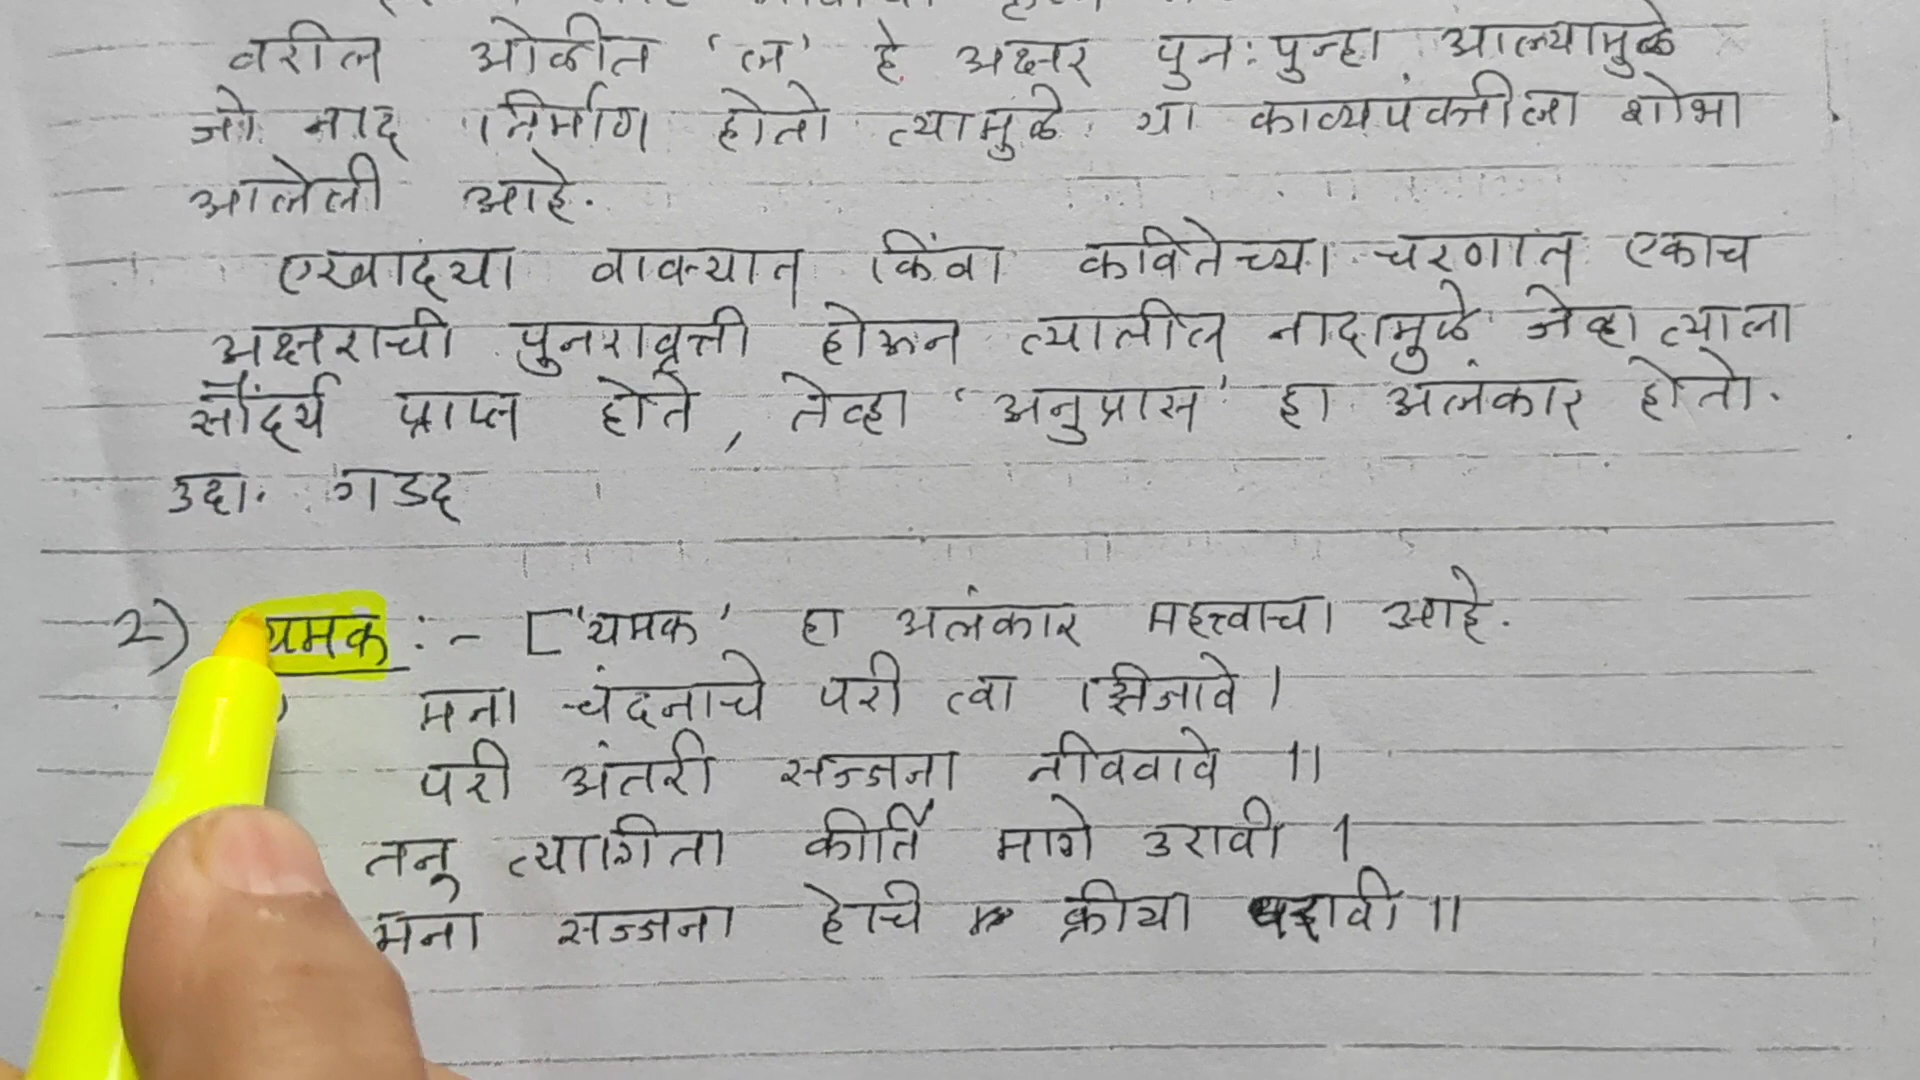 वरील ओळीत 'ल' हे अक्षर पुनःपुन्हा आल्यामुळे
जो नाद निर्माण होतो त्यामुळे या काव्यपंक्तीला शोभा
आलेली आहे.
एखादया वाक्यात किंवा कवितेच्या चरणात एकाच
अक्षराची पुनरावृत्ती होऊन त्यातील नादामुळे जेव्हा त्याला
सौंदर्य प्राप्त होते, तेव्हा 'अनुप्रास' हा अलंकार होतो.
उदा. गडद
2) यमक :- ['यमक' हा अलंकार महत्त्वाचा आहे.
मना चंदनाचे परी त्वा झिजावे।
परी अंतरी सज्जना नीववावे ।।
तनु त्यागिता कीर्ति मागे उरावी ।
मना सज्जना हेचि क्रीया धरावी ।।